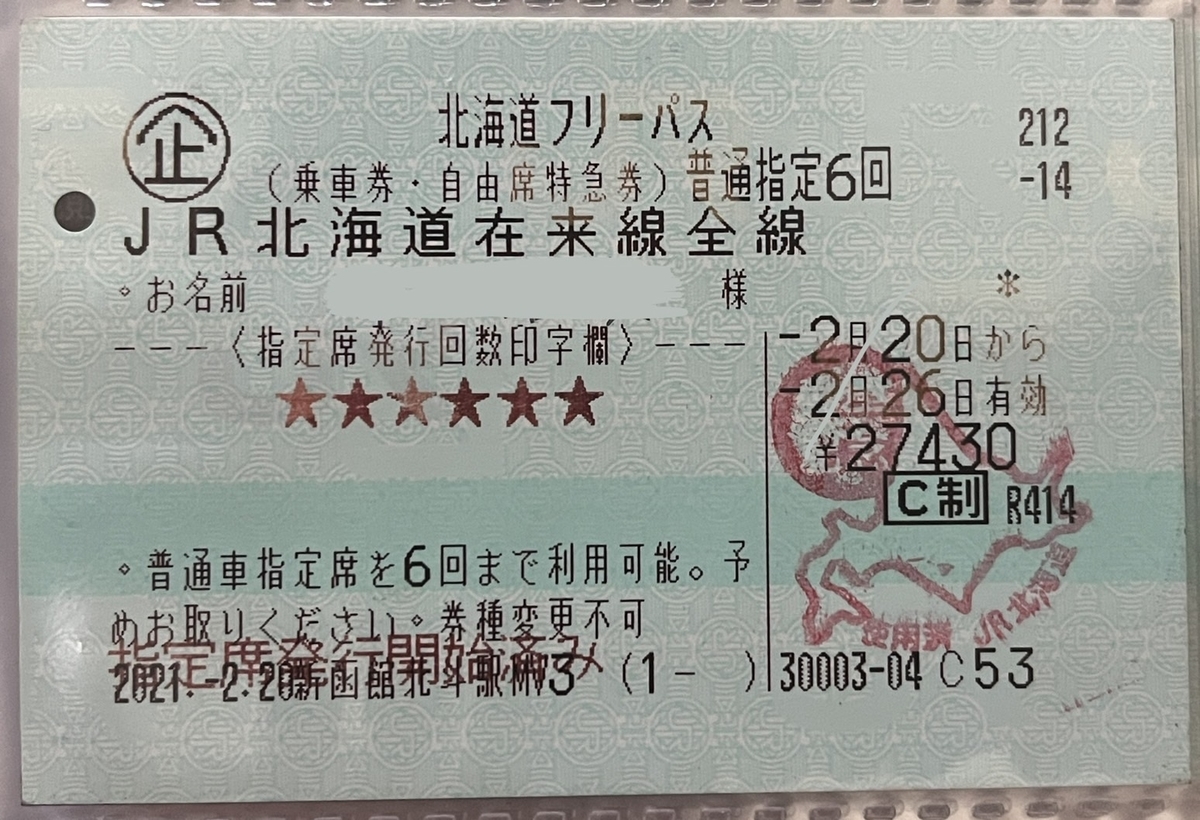 企 北海道フリーパス 212
(乗車券・自由席特急券)普通指定6回 -14
JR北海道在来線全線
・お名前 様 *
---〈指定席発行回数印字欄〉--- -2月20日から
★★★★★★ -2月26日有効
¥27430
C制 R414
・普通車指定席を6回まで利用可能。予
めお取りください・券種変更不可
指定席発行開始済み
2021.-2.20新函館北斗駅MV3 (1- ) 30003-04 C53
使用済 JR北海道